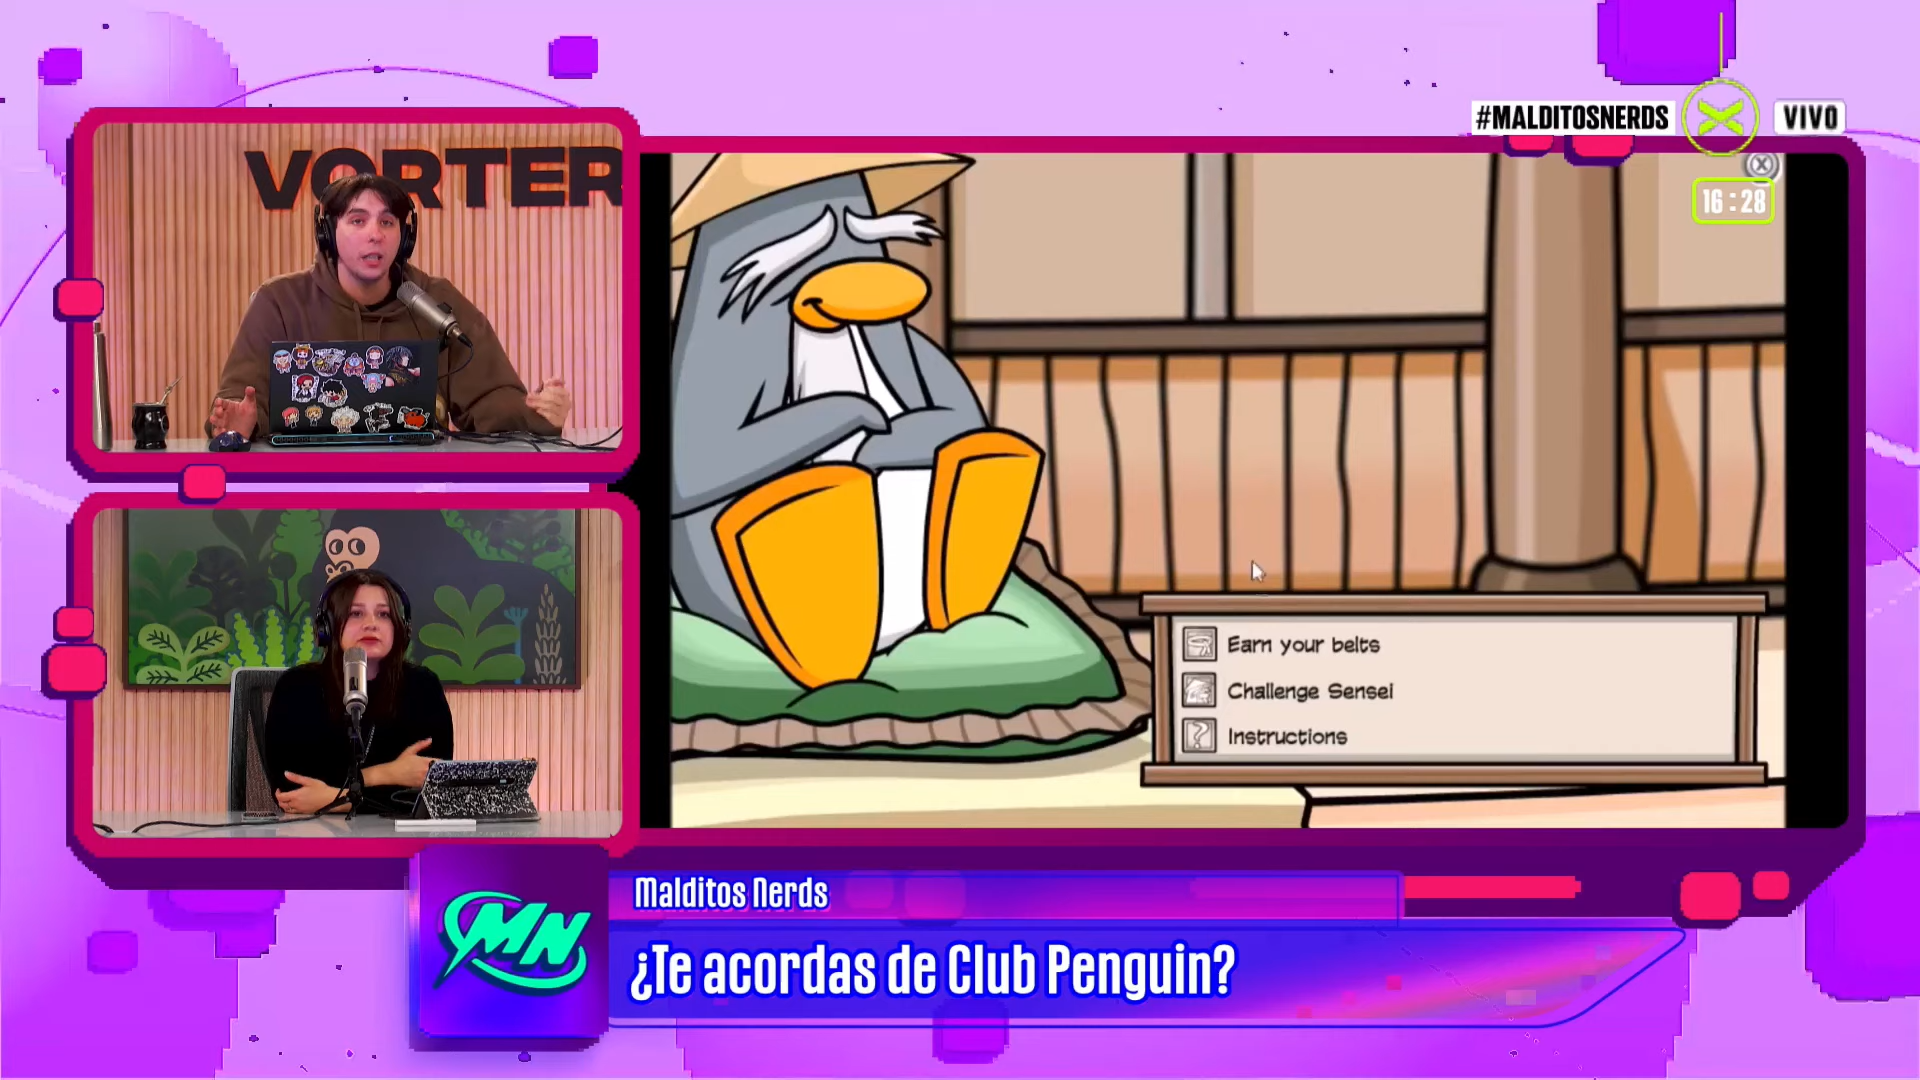 #MALDITOSNERDS
VIVO
VORTER
16:28
Earn your belts
Challenge Sensei
Instructions
MN
Malditos Nerds
¿Te acordas de Club Penguin?